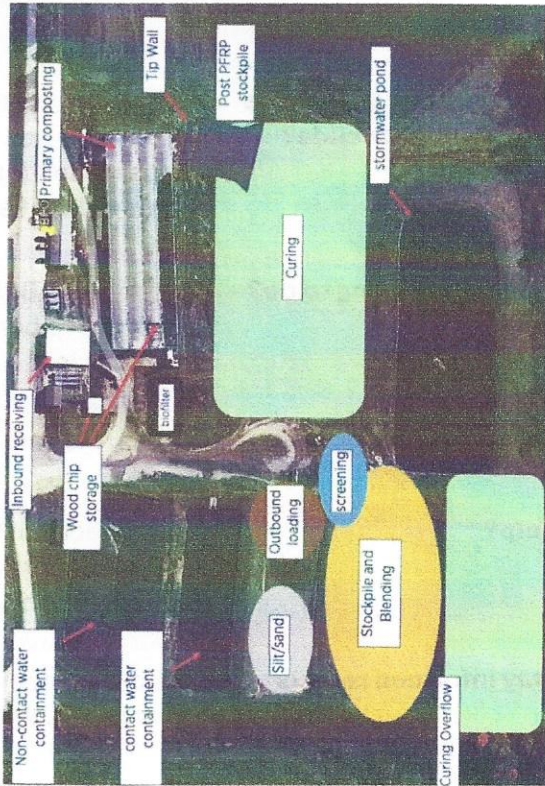 Non-contact water
containment
Inbound receiving
Primary composting
Wood chip
storage
Tip Wall
contact water
containment
biofilter
Post PFRP
stockpile
Slit/sand
Outbound
loading
Curing
screening
Stockpile and
Blending
stormwater pond
Curing Overflow